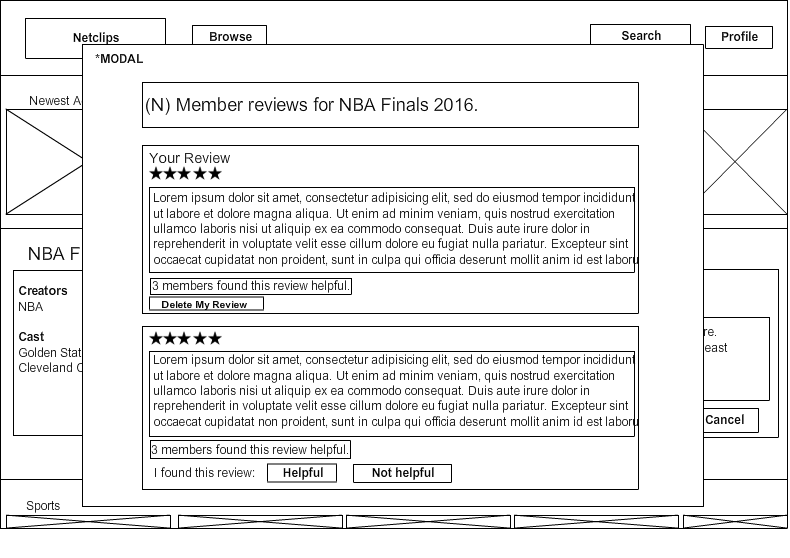 Netclips
Browse
Search
Profile
*MODAL
Newest A
(N) Member reviews for NBA Finals 2016.
Your Review
★★★★★
Lorem ipsum dolor sit amet, consectetur adipisicing elit, sed do eiusmod tempor incididunt
ut labore et dolore magna aliqua. Ut enim ad minim veniam, quis nostrud exercitation
ullamco laboris nisi ut aliquip ex ea commodo consequat. Duis aute irure dolor in
reprehenderit in voluptate velit esse cillum dolore eu fugiat nulla pariatur. Excepteur sint
occaecat cupidatat non proident, sunt in culpa qui officia deserunt mollit anim id est laboru
3 members found this review helpful.
Delete My Review
★★★★★
Lorem ipsum dolor sit amet, consectetur adipisicing elit, sed do eiusmod tempor incididunt
ut labore et dolore magna aliqua. Ut enim ad minim veniam, quis nostrud exercitation
ullamco laboris nisi ut aliquip ex ea commodo consequat. Duis aute irure dolor in
reprehenderit in voluptate velit esse cillum dolore eu fugiat nulla pariatur. Excepteur sint
occaecat cupidatat non proident, sunt in culpa qui officia deserunt mollit anim id est laboru
3 members found this review helpful.
I found this review:
Helpful
Not helpful
NBA F
Creators
NBA
Cast
Golden Stat
Cleveland C
re.
east
Cancel
Sports